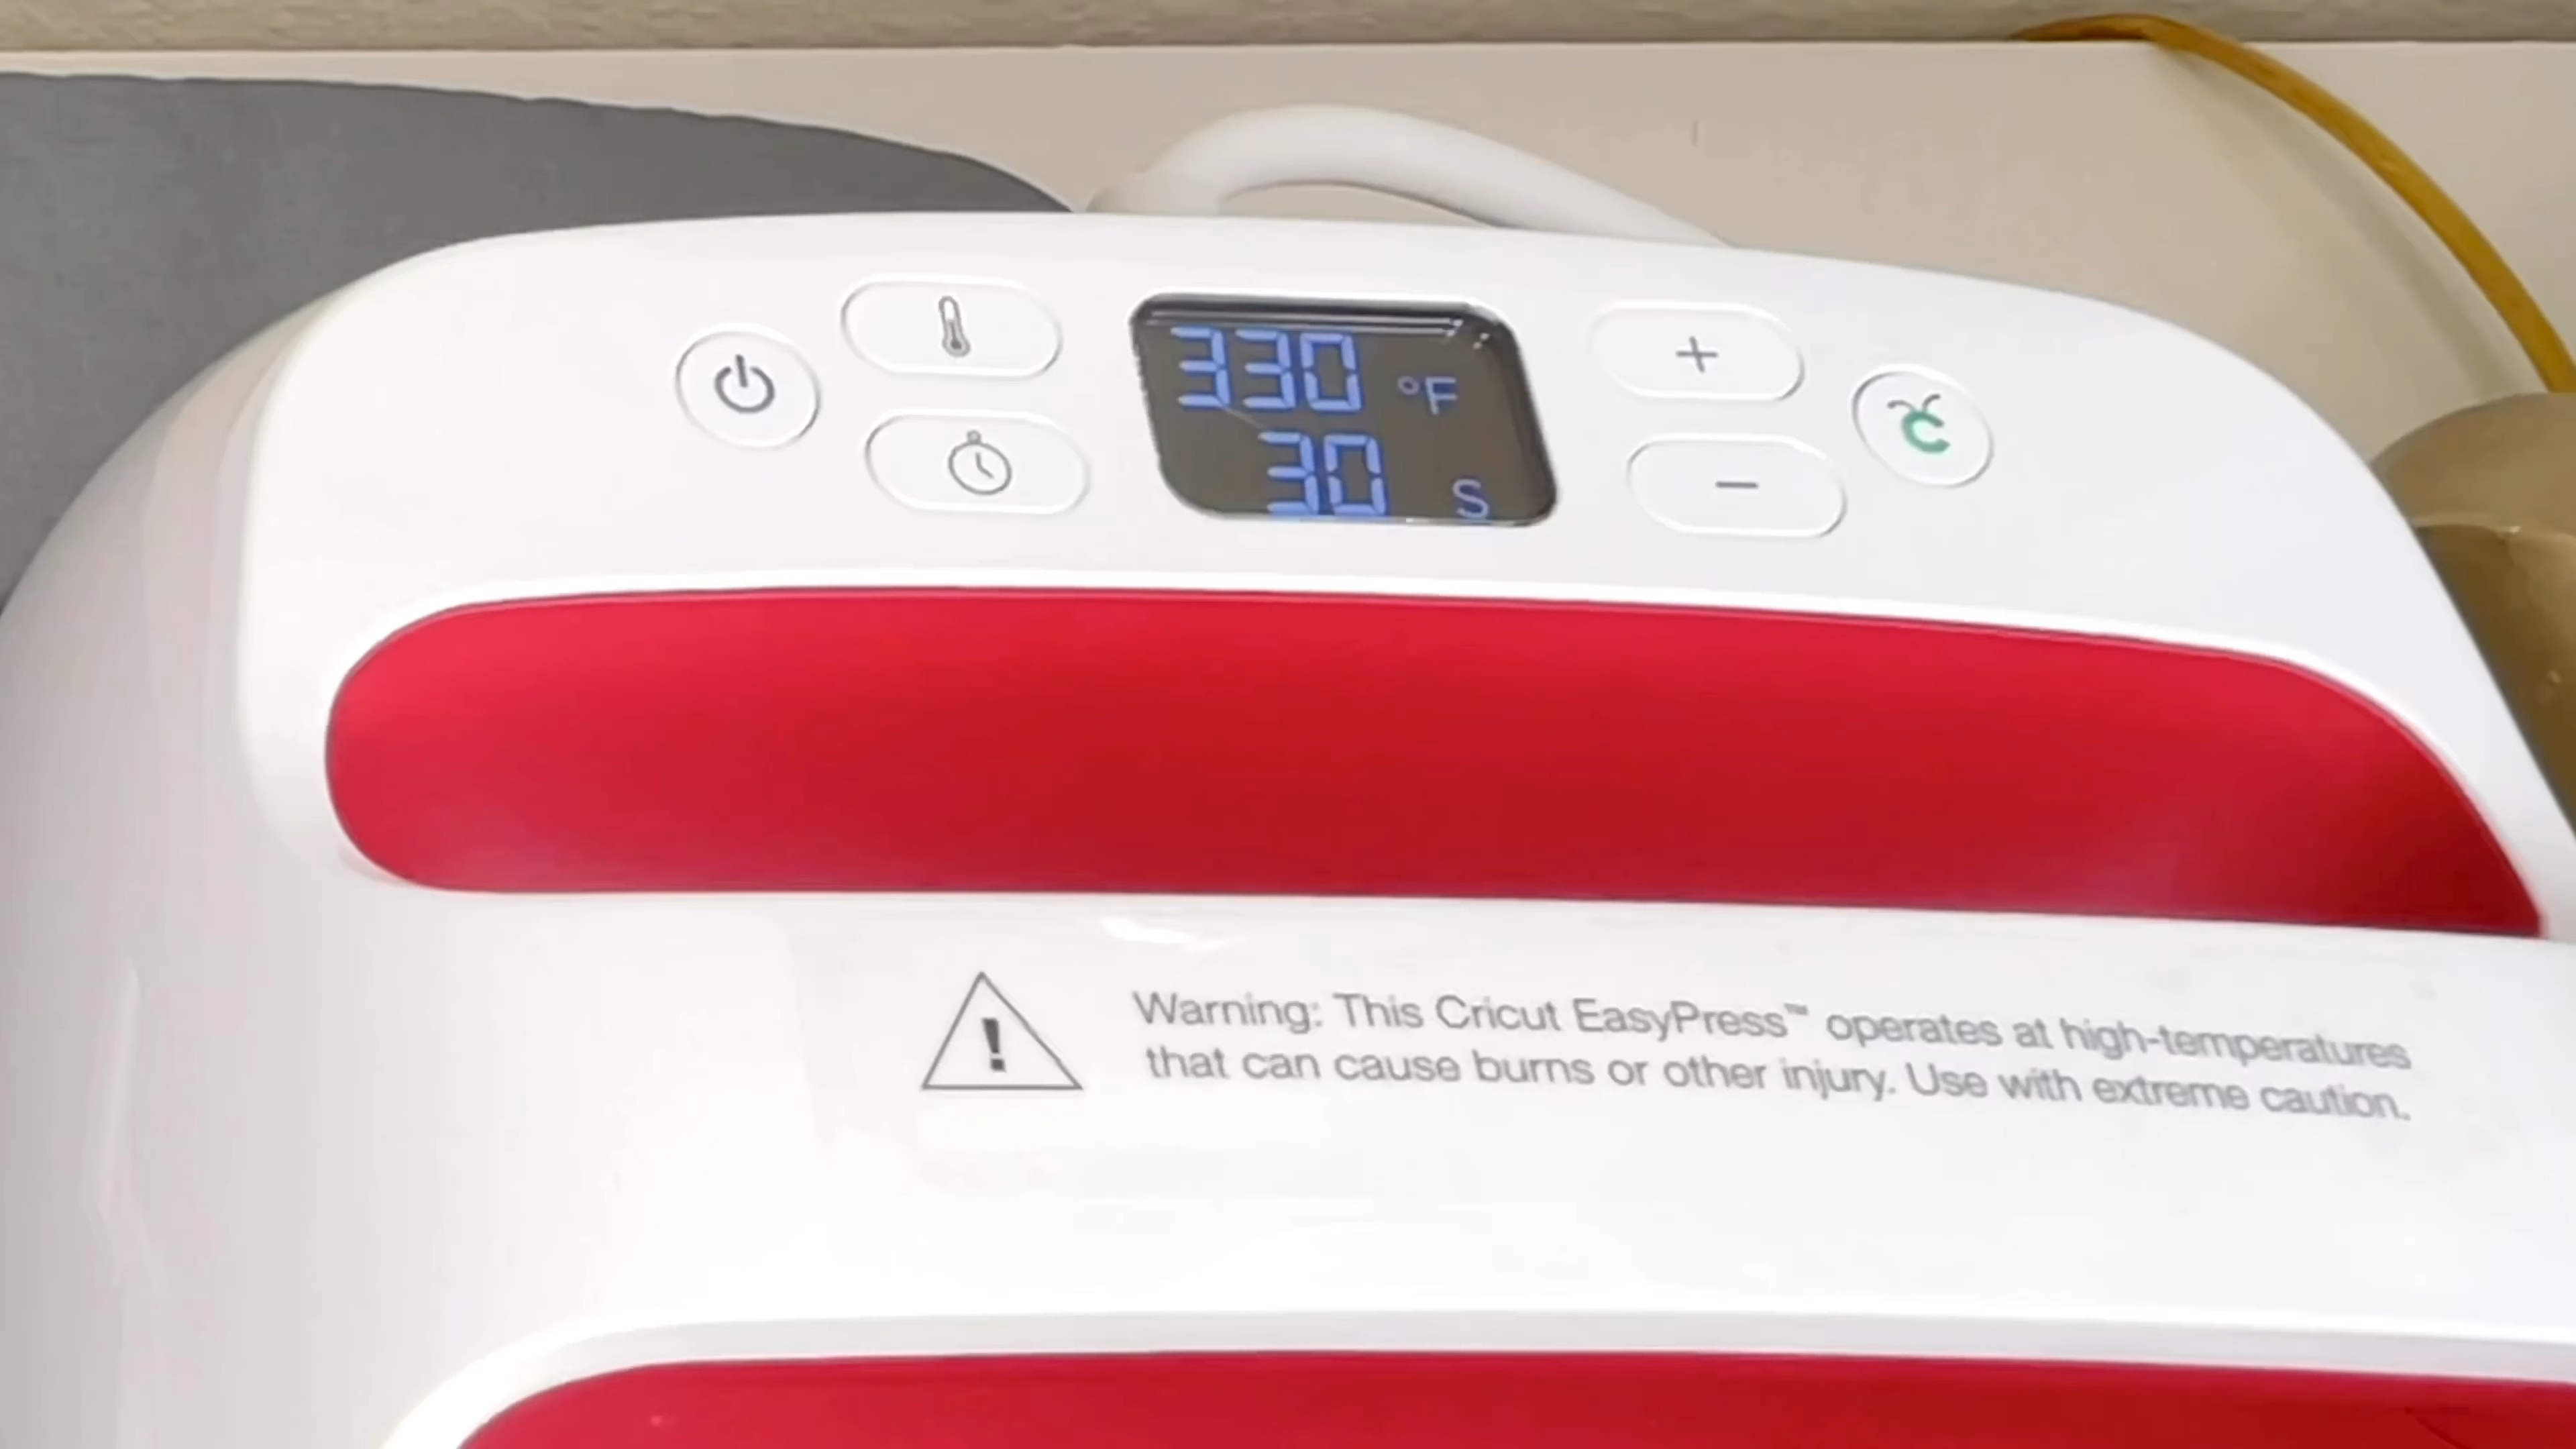 330 °F
30 S
Warning: This Cricut EasyPress™ operates at high-temperatures
that can cause burns or other injury. Use with extreme caution.